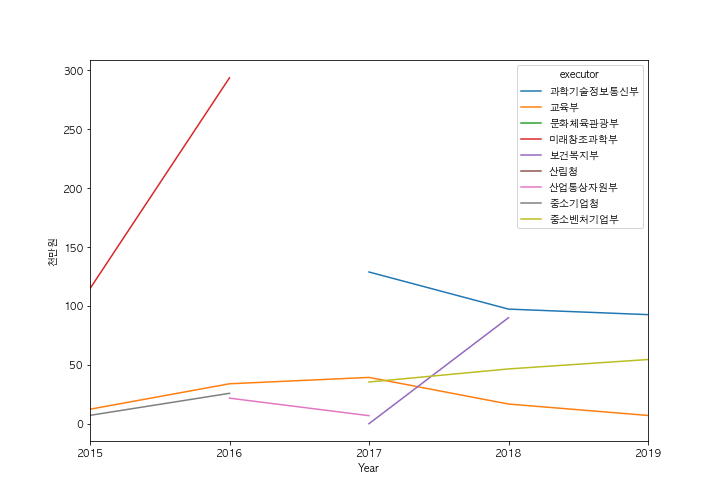 executor
과학기술정보통신부
교육부
문화체육관광부
미래창조과학부
보건복지부
산림청
산업통상자원부
중소기업청
중소벤처기업부
300
250
200
150
100
50
0
천만원
2015 2016 2017 2018 2019
Year